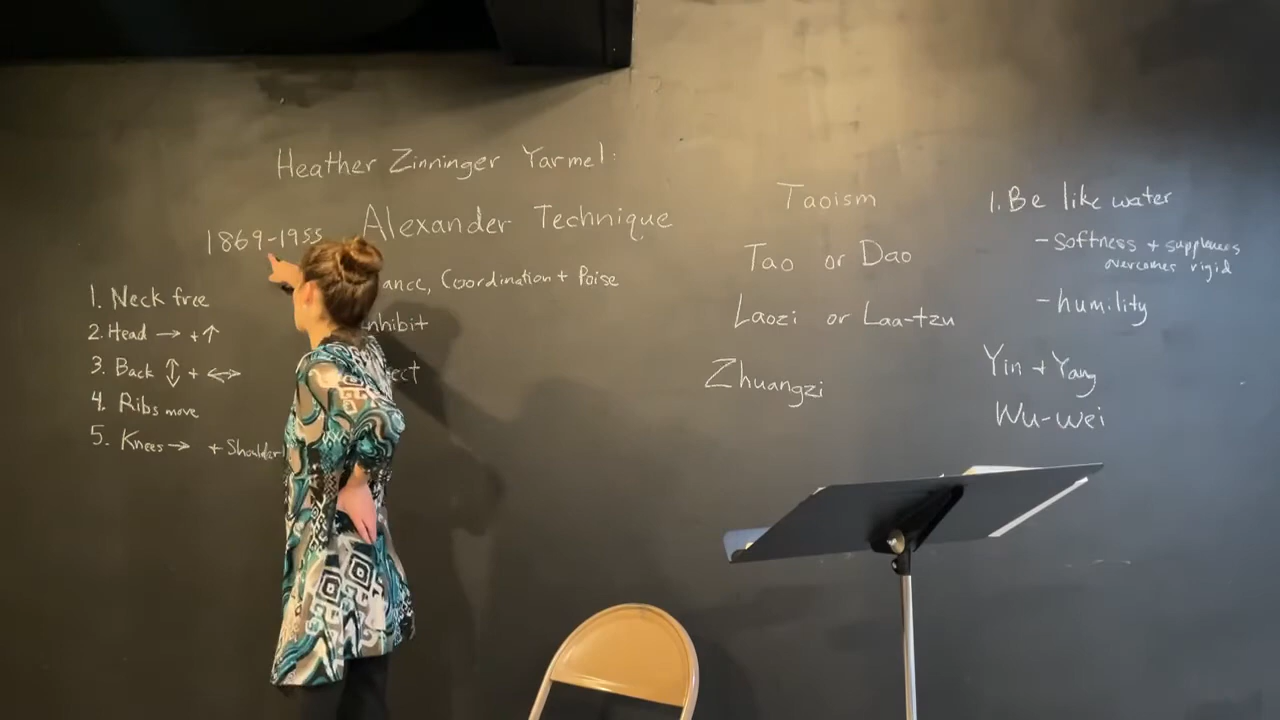 Heather Zinninger Yarmel:
1869-1955
Alexander Technique
ance, Coordination + Poise
nhibit
ect
1. Neck free
2. Head → + ↑
3. Back ↕ + ↔
4. Ribs move
5. Knees → + Shoulder
Taoism
Tao or Dao
Laozi or Laa-tzu
Zhuangzi
1. Be like water
- softness + suppleness
overcomes rigid
- humility
Yin + Yang
Wu-wei